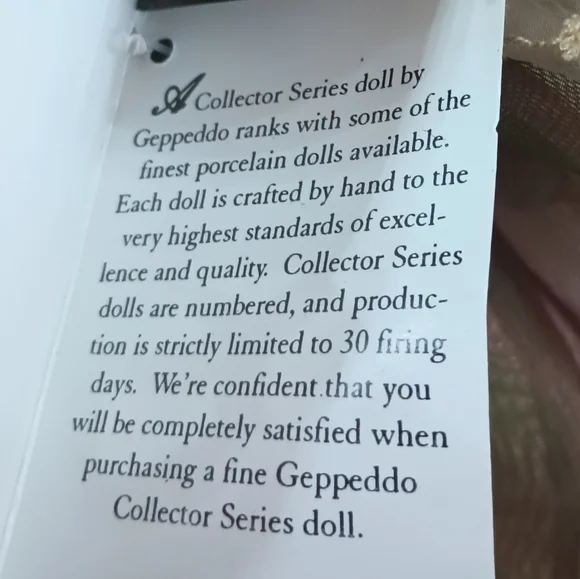 A Collector Series doll by
Geppeddo ranks with some of the
finest porcelain dolls available.
Each doll is crafted by hand to the
very highest standards of excel-
lence and quality. Collector Series
dolls are numbered, and produc-
tion is strictly limited to 30 firing
days. We're confident that you
will be completely satisfied when
purchasing a fine Geppeddo
Collector Series doll.